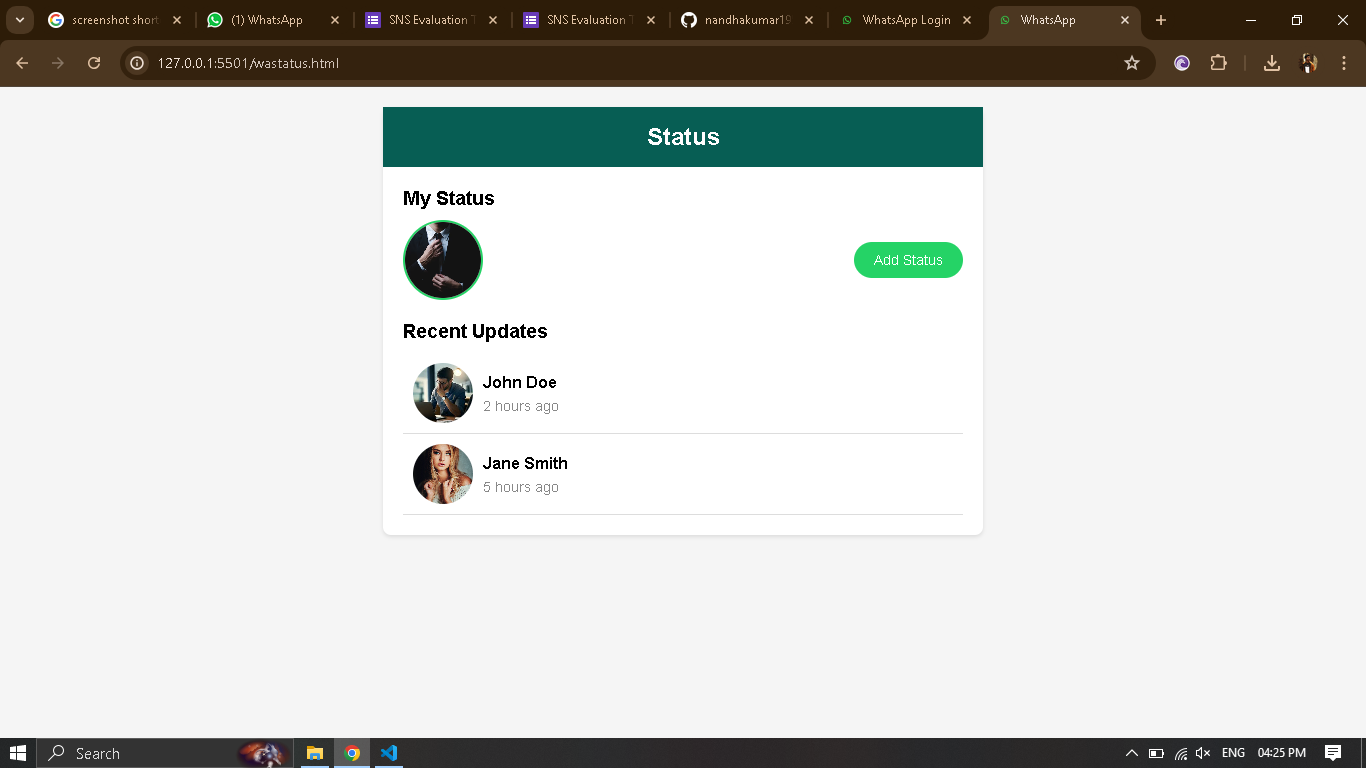 screenshot short
(1) WhatsApp
SNS Evaluation T
SNS Evaluation T
nandhakumar19
WhatsApp Login
WhatsApp
127.0.0.1:5501/wastatus.html
Status
My Status
Add Status
Recent Updates
John Doe
2 hours ago
Jane Smith
5 hours ago
Search
ENG
04:25 PM